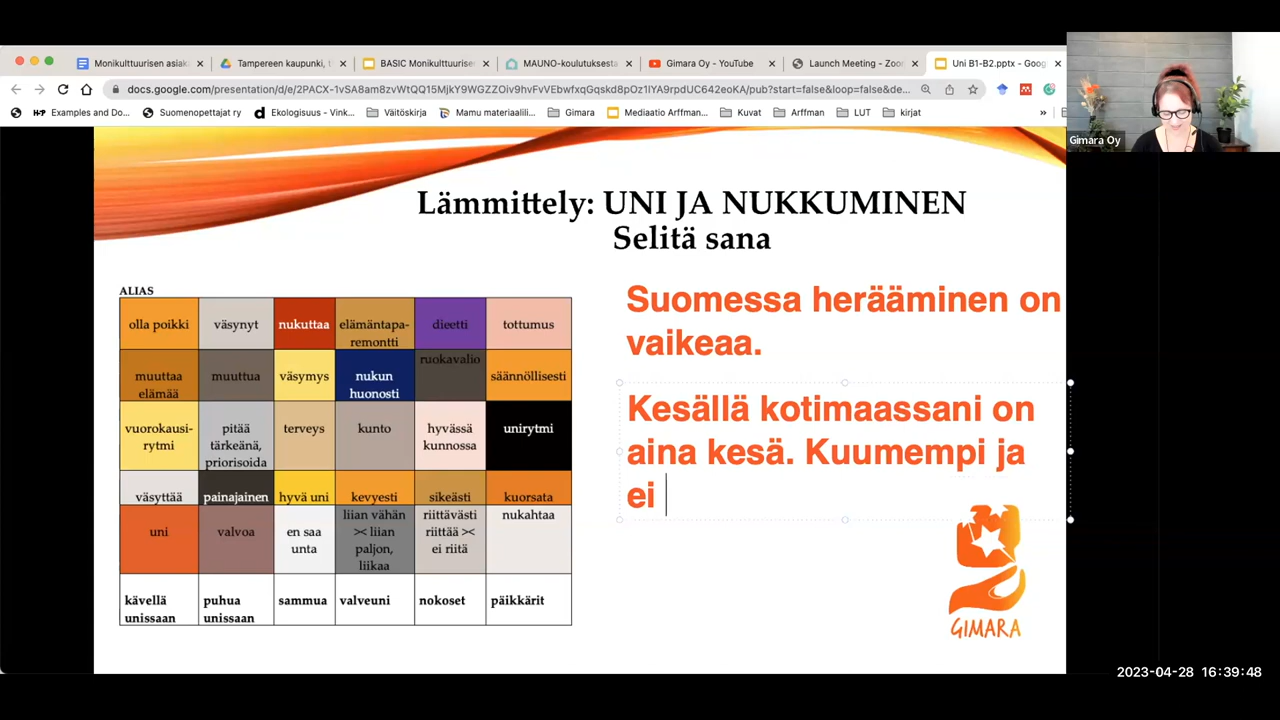 Monikulttuurisen asiak
Tampereen kaupunki, t
BASIC Monikulttuurise
MAUNO-koulutuksesta
Gimara Oy - YouTube
Launch Meeting - Zoo
Uni B1-B2.pptx - Goog
docs.google.com/presentation/d/e/2PACX-1vSA8am8zvWtQQ15MjkY9WGZZOiv9hvFvVEbwfxqGqskd8pOz1IYA9rpdUC642eoKA/pub?start=false&loop=false&de...
Examples and Do...
Suomenopettajat ry
Ekologisuus - Vink...
Väitöskirja
Mamu materiaalili...
Gimara
Mediaatio Arffman...
Kuvat
Arffman
LUT
kirjat
»
Gimara Oy
Lämmittely: UNI JA NUKKUMINEN
Selitä sana
ALIAS
olla poikki
väsynyt
nukuttaa
elämäntapa-
remontti
dieetti
tottumus
muuttaa
elämää
muuttua
väsymys
nukun
huonosti
ruokavalio
säännöllisesti
vuorokausi-
rytmi
pitää
tärkeänä,
priorisoida
terveys
kunto
hyvässä
kunnossa
unirytmi
väsyttää
painajainen
hyvä uni
kevyesti
sikeästi
kuorsata
uni
valvoa
en saa
unta
liian vähän
>< liian
paljon,
liikaa
riittävästi
riittää ><
ei riitä
nukahtaa
kävellä
unissaan
puhua
unissaan
sammua
valveuni
nokoset
päikkärit
Suomessa herääminen on
vaikeaa.
Kesällä kotimaassani on
aina kesä. Kuumempi ja
ei
GIMARA
2023-04-28 16:39:48